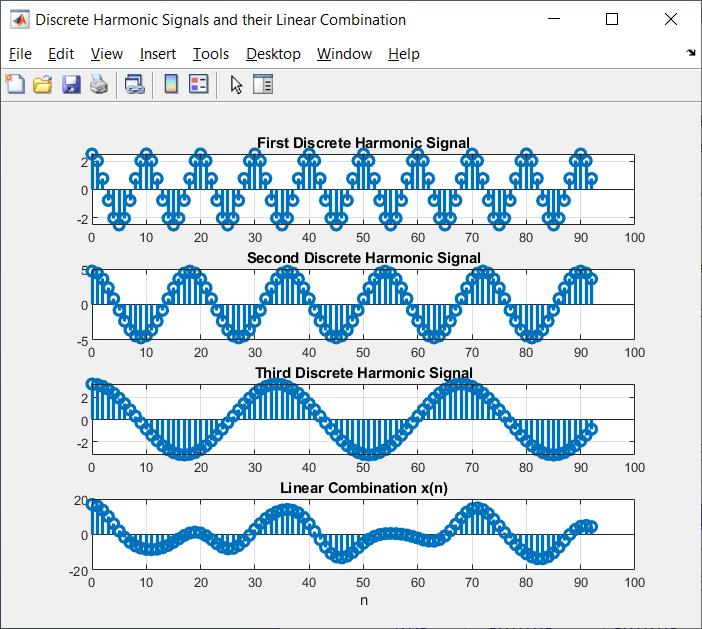 Discrete Harmonic Signals and their Linear Combination
File Edit View Insert Tools Desktop Window Help
First Discrete Harmonic Signal
2
0
-2
0 10 20 30 40 50 60 70 80 90 100
Second Discrete Harmonic Signal
5
0
-5
0 10 20 30 40 50 60 70 80 90 100
Third Discrete Harmonic Signal
2
0
-2
0 10 20 30 40 50 60 70 80 90 100
Linear Combination x(n)
20
0
-20
0 10 20 30 40 50 60 70 80 90 100
n